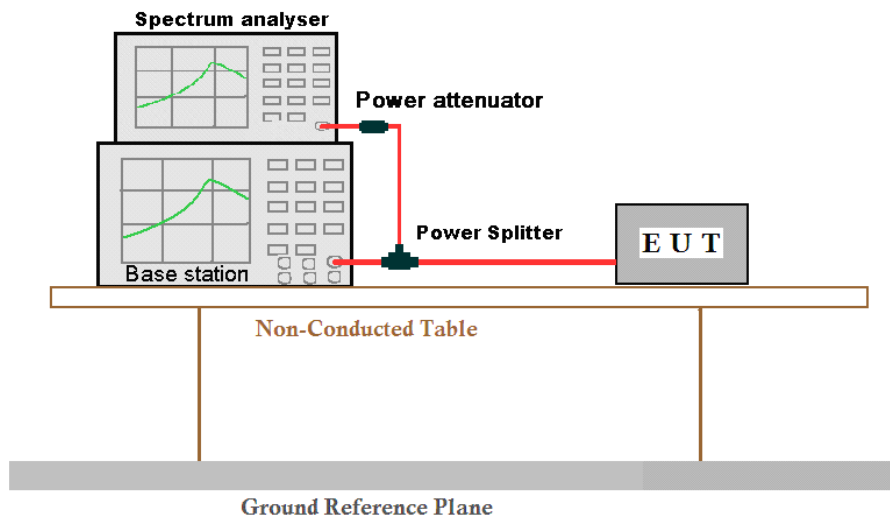 Spectrum analyser
Power attenuator
Power Splitter
E U T
Base station
Non-Conducted Table
Ground Reference Plane